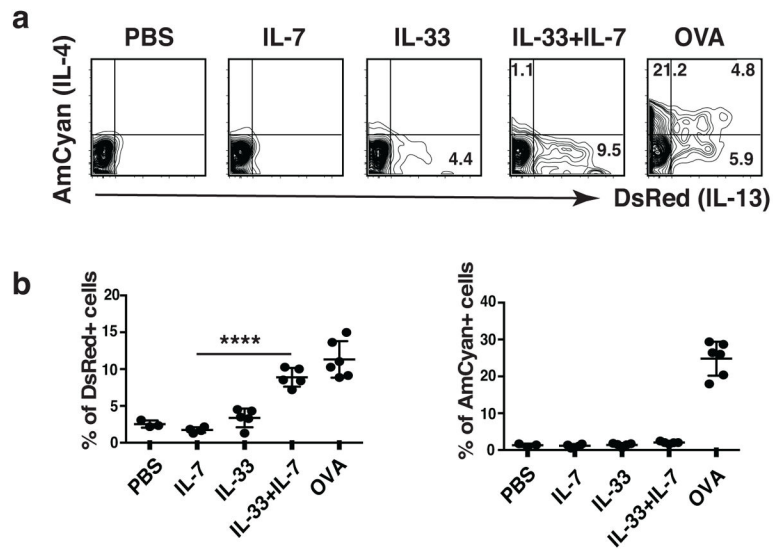 a
PBS IL-7 IL-33 IL-33+IL-7 OVA
AmCyan (IL-4)
4.4
1.1
9.5
21.2 4.8
5.9
DsRed (IL-13)
b
% of DsRed+ cells
20
15
10
5
0
****
PBS
IL-7
IL-33
IL-33+IL-7
OVA
% of AmCyan+ cells
40
30
20
10
0
PBS
IL-7
IL-33
IL-33+IL-7
OVA